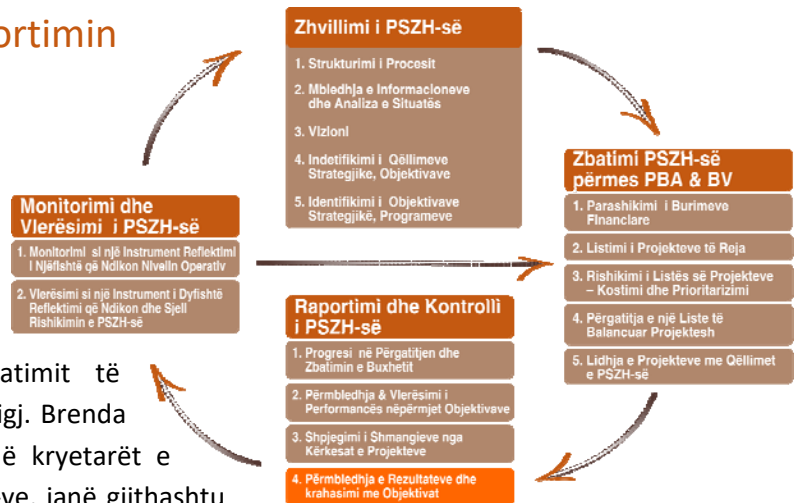 ortimin
Zhvillimi i PSZH-së
1. Strukturimi i Procesit
2. Mbledhja e Informacioneve
dhe Analiza e Situatës
3. Vizioni
4. Indetifikimi i Qëllimeve
Strategjike, Objektivave
5. Identifikimi i Objektivave
Strategjikë, Programeve
Zbatimi PSZH-së
përmes PBA & BV
1. Parashikimi i Burimeve
Financiare
2. Listimi i Projekteve të Reja
3. Rishikimi i Listës së Projekteve
– Kostimi dhe Prioritarizimi
4. Përgatitja e një Liste të
Balancuar Projektesh
5. Lidhja e Projekteve me Qëllimet
e PSZH-së
Monitorimi dhe
Vlerësimi i PSZH-së
1. Monitorimi si një Instrument Reflektimi
i Njëfishtë që Ndikon Nivelin Operativ
2. Vlerësimi si një Instrument i Dyfishtë
Reflektimi që Ndikon dhe Sjell
Rishikimin e PSZH-së
Raportimi dhe Kontrolli
i PSZH-së
1. Progresi në Përgatitjen dhe
Zbatimin e Buxhetit
2. Përmbledhja & Vlerësimi i
Performancës nëpërmjet Objektivave
3. Shpjegimi i Shmangieve nga
Kërkesat e Projekteve
4. Përmbledhja e Rezultateve dhe
krahasimi me Objektivat
atimit të
igj. Brenda
ë kryetarët e
ve, janë gjithashtu